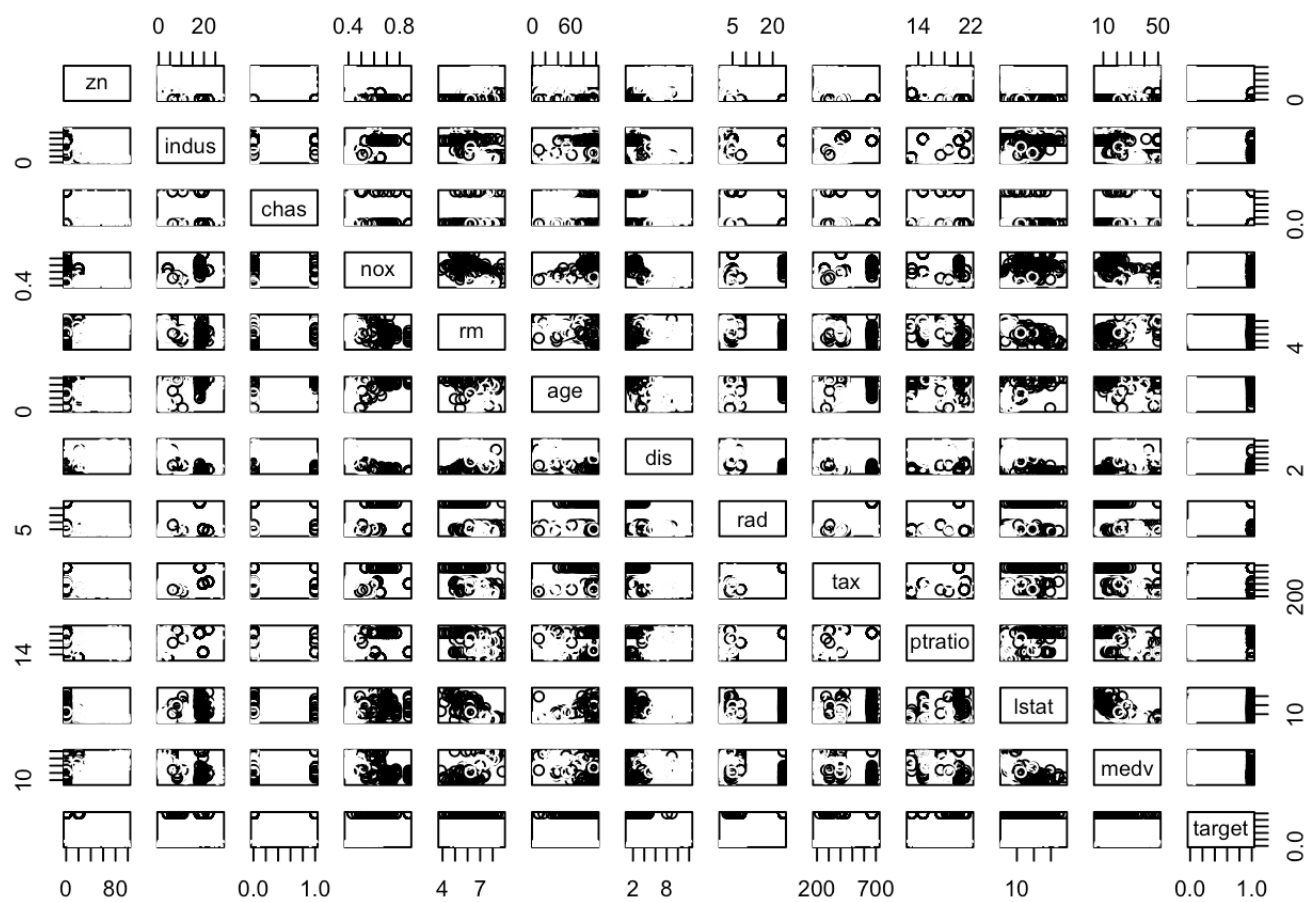 0 20 0.4 0.8 0 60 5 20 14 22 10 50
zn 0
0 indus
chas 0.0
0.4 nox
rm 4
0 age
dis 2
5 rad
tax 200
14 ptratio
lstat 10
10 medv
target 0.0
0 80 0.0 1.0 4 7 2 8 200 700 10 0.0 1.0